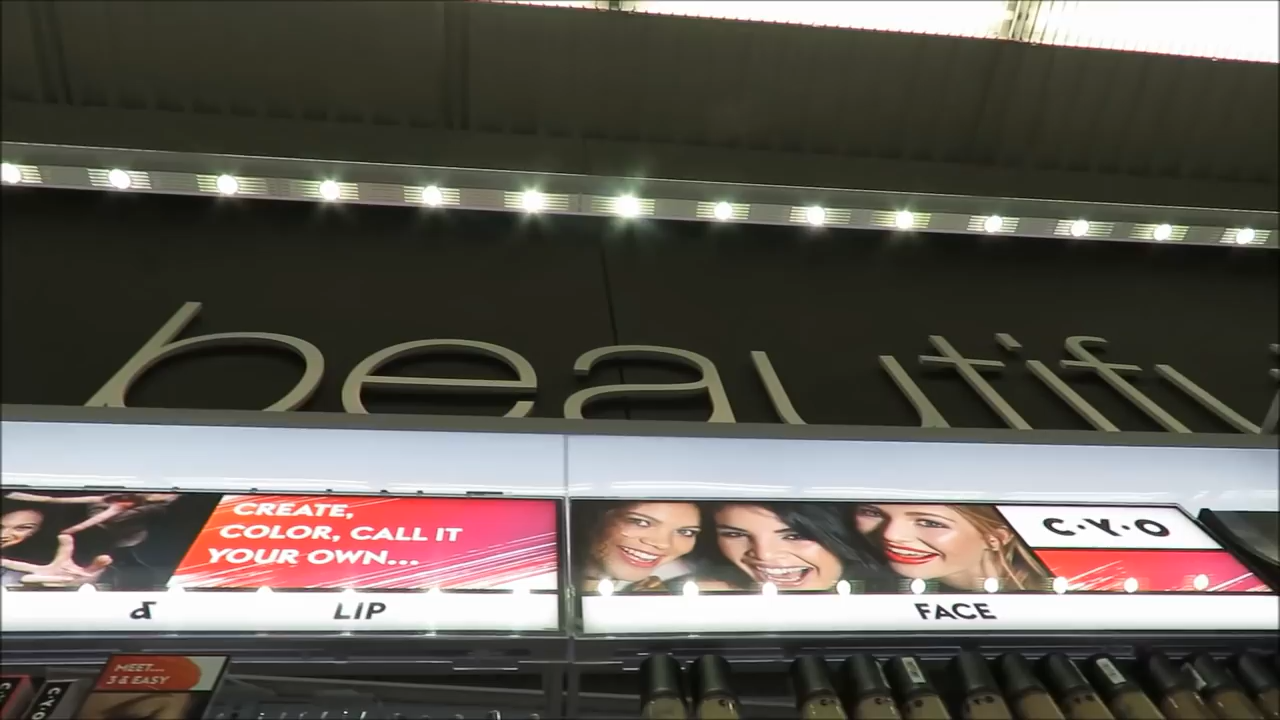 beautifu
CREATE,
COLOR, CALL IT
YOUR OWN...
C•Y•O
& LIP
FACE
MEET...
3 & EASY
C•Y•O